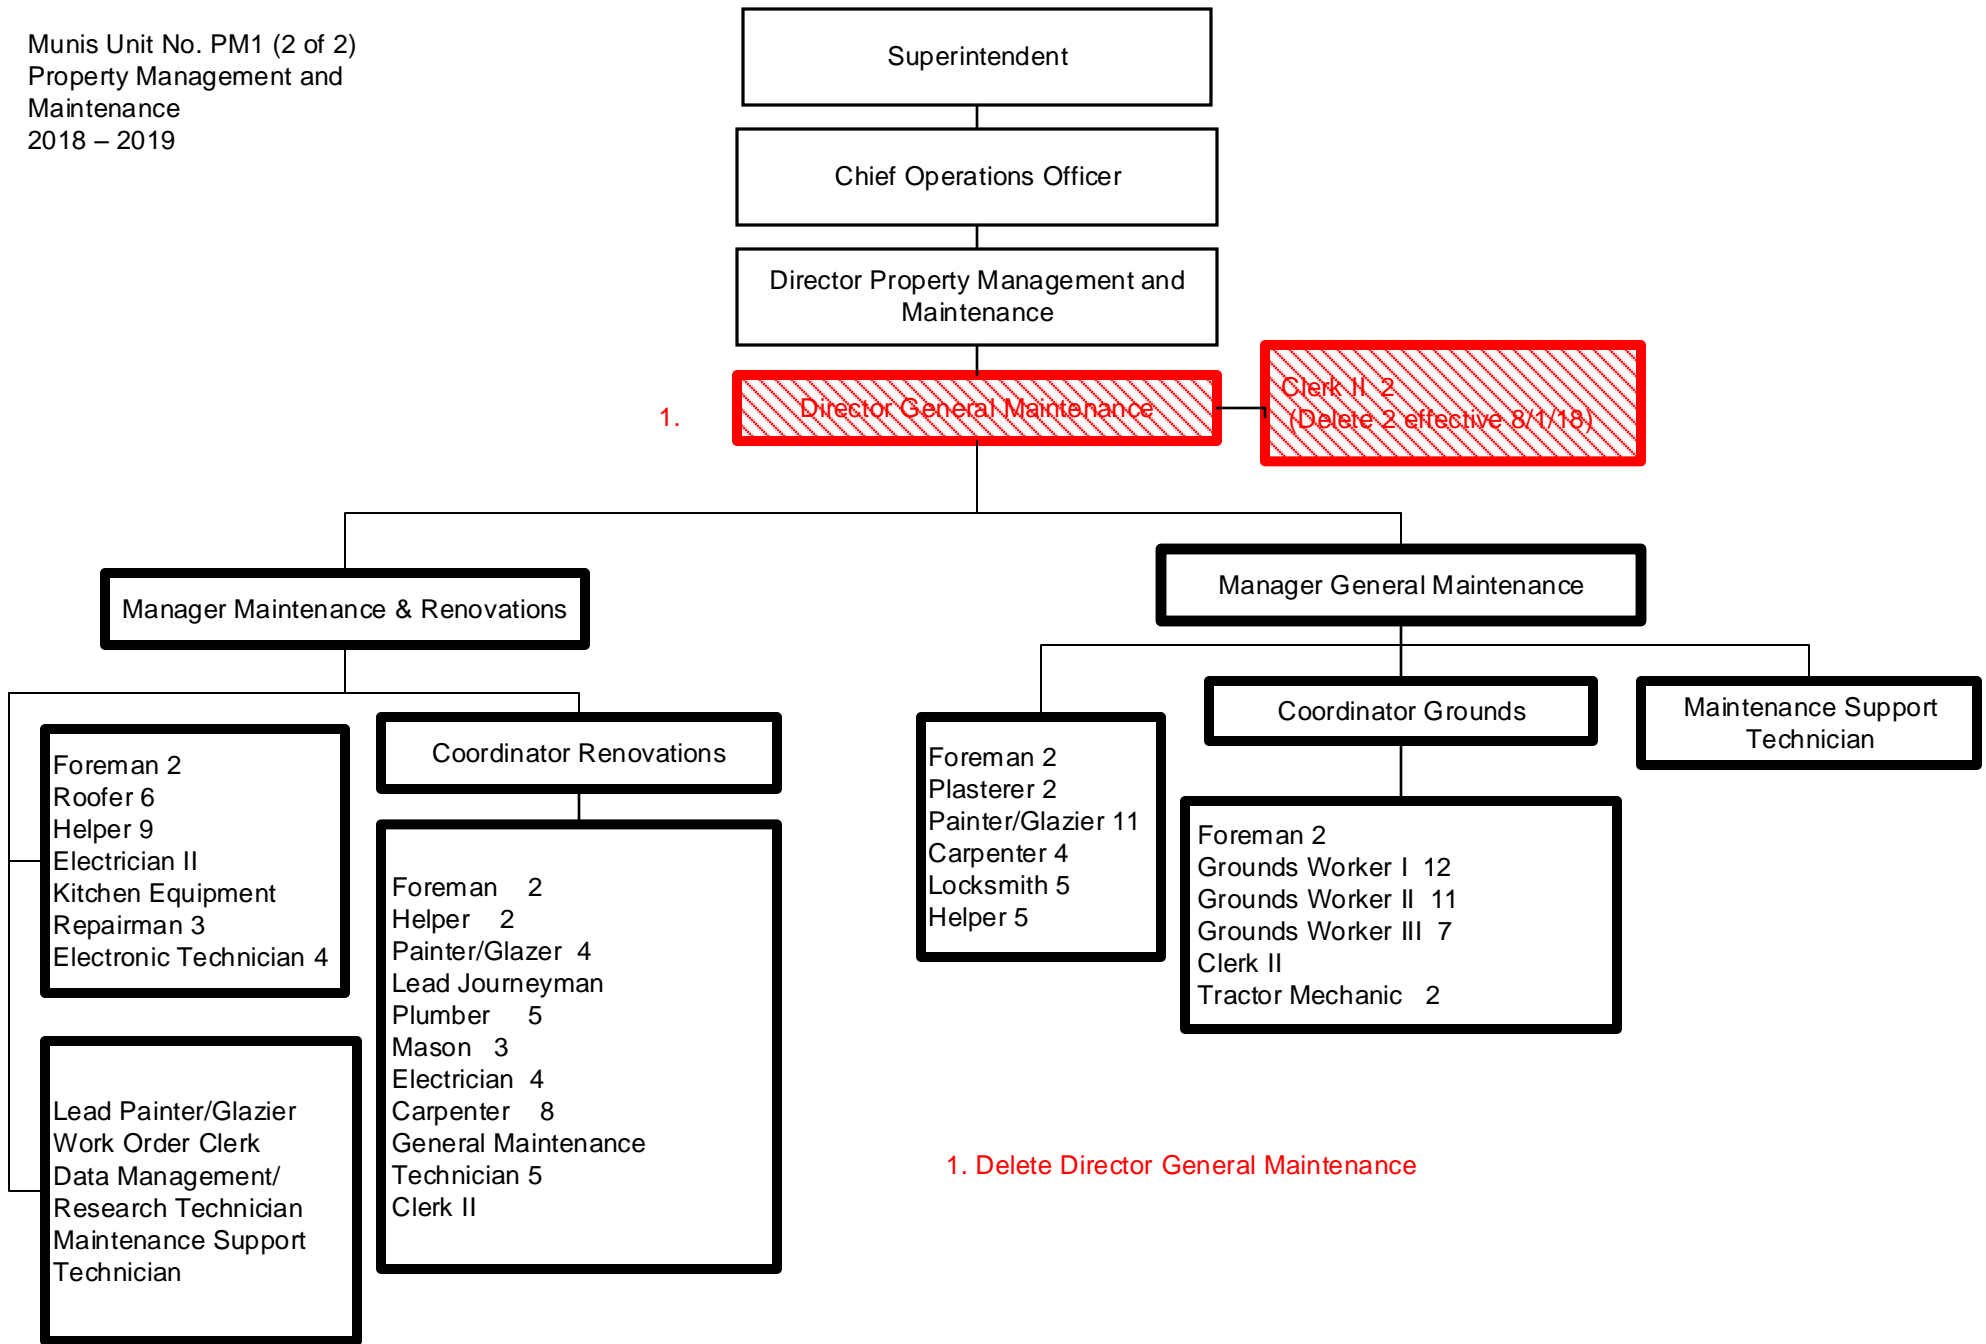 Munis Unit No. PM1 (2 of 2)
Property Management and
Maintenance
2018 – 2019
Superintendent
Chief Operations Officer
Director Property Management and
Maintenance
1.
Director General Maintenance
Clerk II 2
(Delete 2 effective 8/1/18)
Manager Maintenance & Renovations
Manager General Maintenance
Foreman 2
Roofer 6
Helper 9
Electrician II
Kitchen Equipment
Repairman 3
Electronic Technician 4
Lead Painter/Glazier
Work Order Clerk
Data Management/
Research Technician
Maintenance Support
Technician
Coordinator Renovations
Foreman 2
Helper 2
Painter/Glazer 4
Lead Journeyman
Plumber 5
Mason 3
Electrician 4
Carpenter 8
General Maintenance
Technician 5
Clerk II
Foreman 2
Plasterer 2
Painter/Glazier 11
Carpenter 4
Locksmith 5
Helper 5
Coordinator Grounds
Foreman 2
Grounds Worker I 12
Grounds Worker II 11
Grounds Worker III 7
Clerk II
Tractor Mechanic 2
Maintenance Support
Technician
1. Delete Director General Maintenance